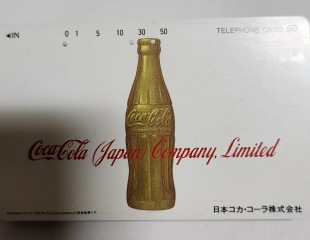 ◀IN 0 1 5 10 30 50 TELEPHONE CARD 50
Coca-Cola
Coca-Cola (Japan) Company, Limited
日本コカ・コーラ株式会社